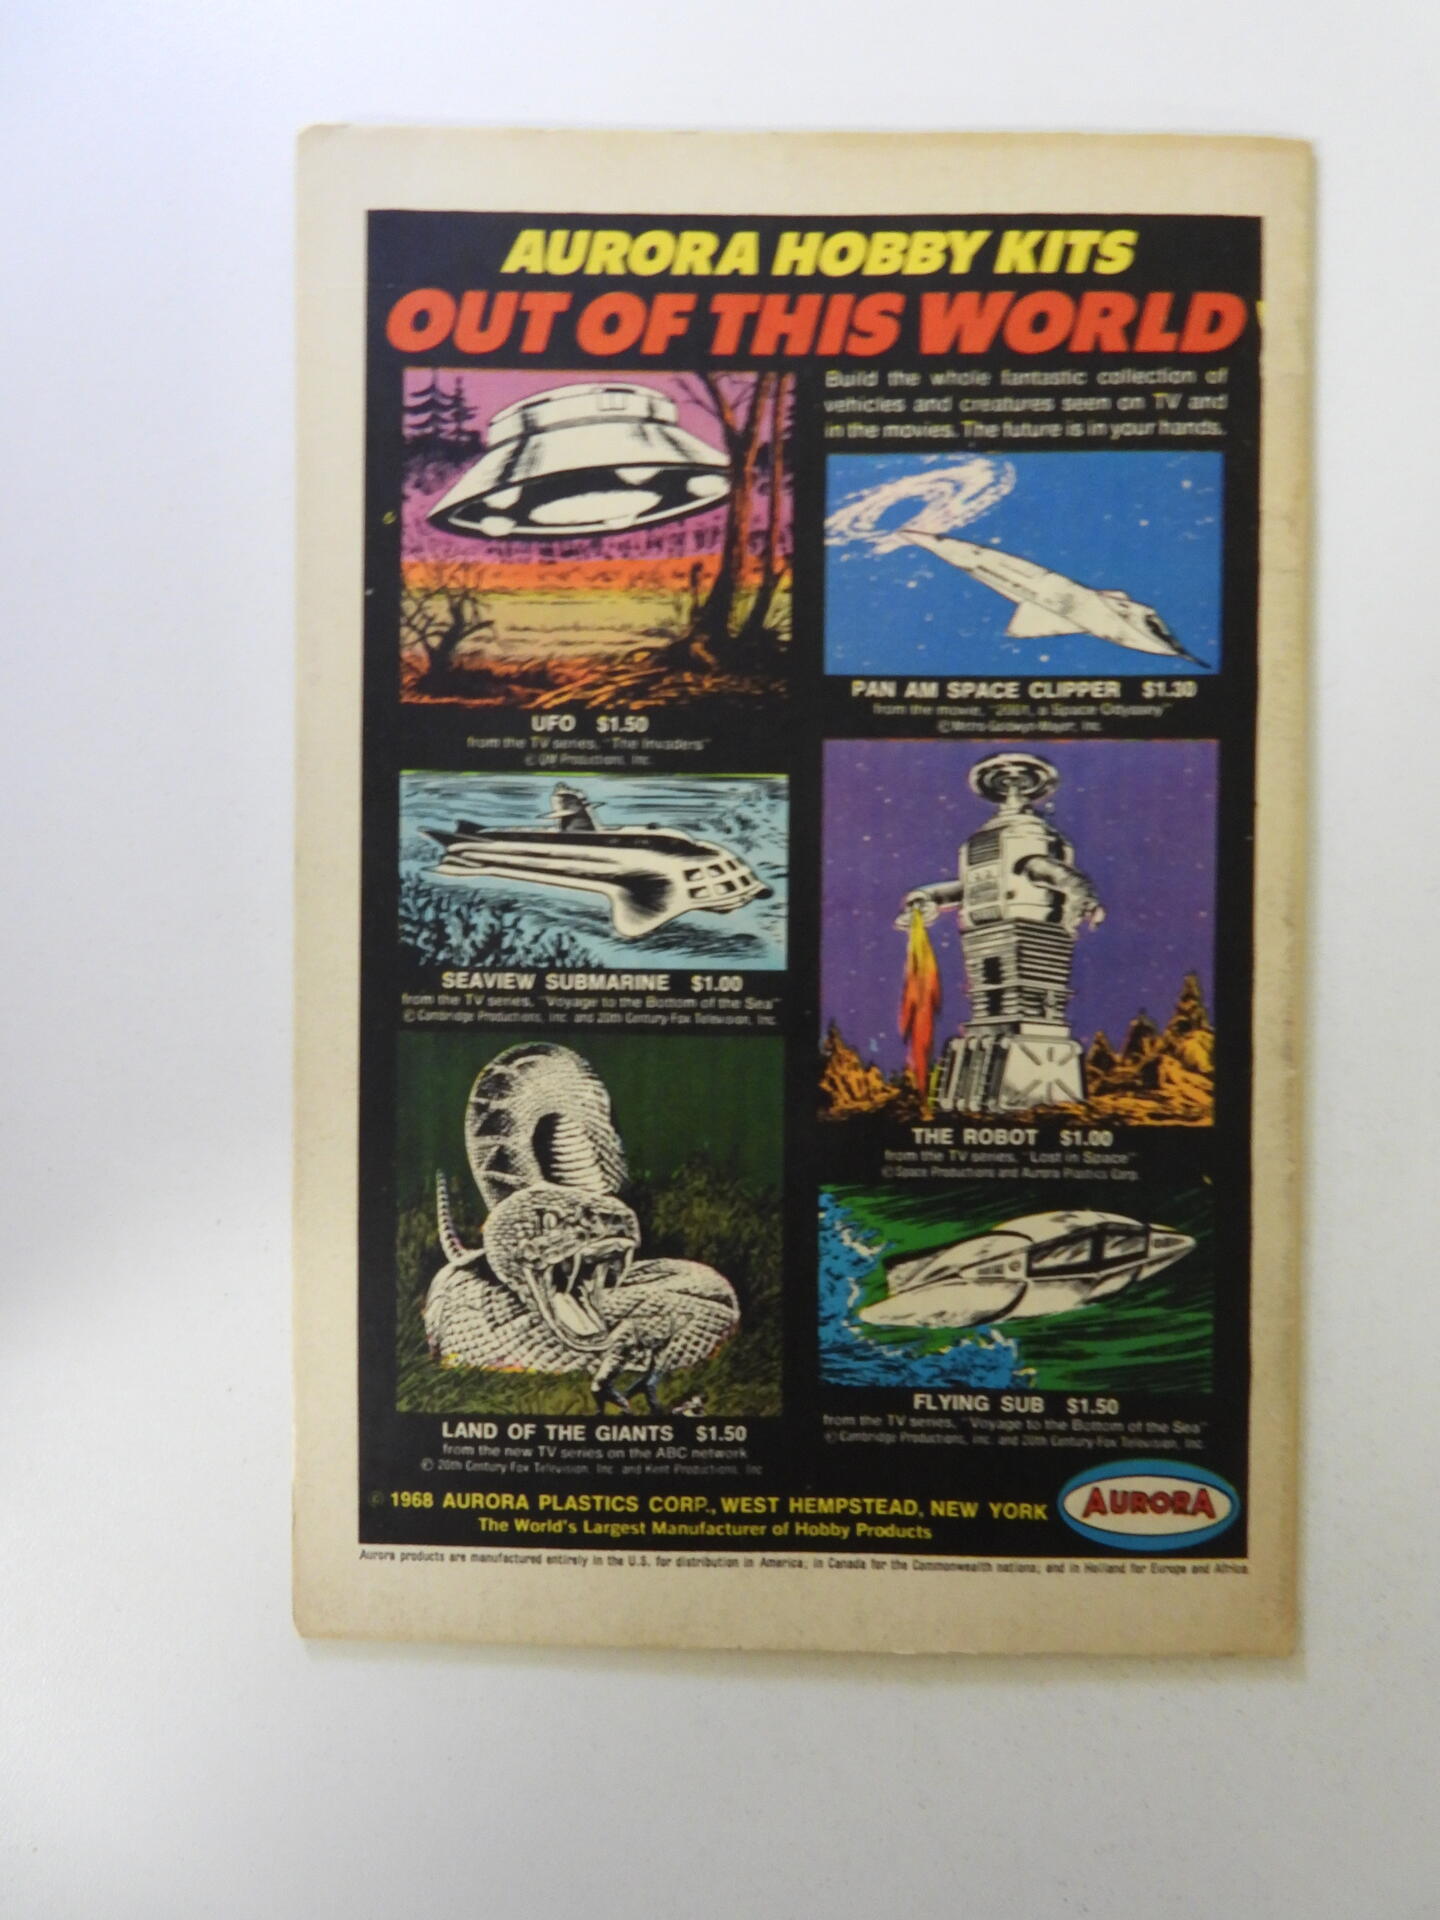 AURORA HOBBY KITS
OUT OF THIS WORLD
Build the whole fantastic collection of
vehicles and creatures seen on TV and
in the movies. The future is in your hands.
UFO $1.50
from the TV series, "The Invaders"
© QM Productions, Inc.
PAN AM SPACE CLIPPER $1.30
from the movie, "2001, a Space Odyssey"
© Metro-Goldwyn-Mayer, Inc.
SEAVIEW SUBMARINE $1.00
from the TV series, "Voyage to the Bottom of the Sea"
© Cambridge Productions, Inc. and 20th Century-Fox Television, Inc.
THE ROBOT $1.00
from the TV series, "Lost in Space"
© Space Productions and Aurora Plastics Corp.
LAND OF THE GIANTS $1.50
from the new TV series on the ABC network
© 20th Century-Fox Television, Inc. and Kent Productions, Inc.
FLYING SUB $1.50
from the TV series, "Voyage to the Bottom of the Sea"
© Cambridge Productions, Inc. and 20th Century-Fox Television, Inc.
© 1968 AURORA PLASTICS CORP., WEST HEMPSTEAD, NEW YORK
The World's Largest Manufacturer of Hobby Products
AURORA
Aurora products are manufactured entirely in the U.S. for distribution in America; in Canada for the Commonwealth nations; and in Holland for Europe and Africa